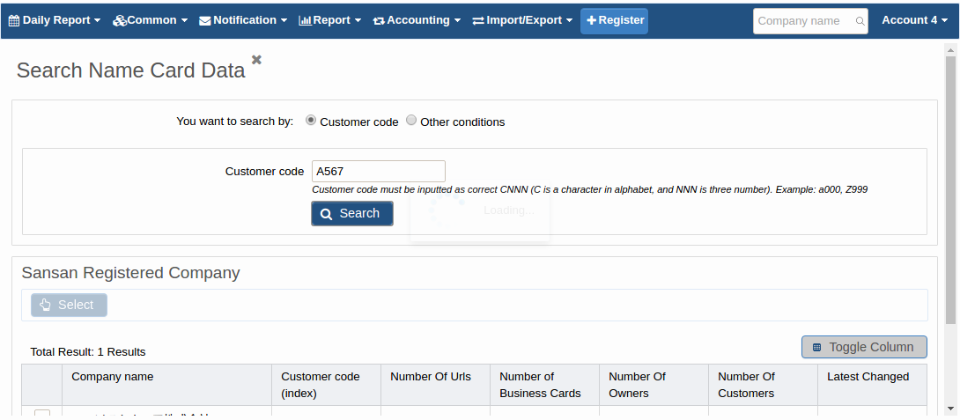 Daily Report Common Notification Report Accounting Import/Export Register Company name Account 4
Search Name Card Data
You want to search by: Customer code Other conditions
Customer code A567
Customer code must be inputted as correct CNNN (C is a character in alphabet, and NNN is three number). Example: a000, Z999
Search Loading...
Sansan Registered Company
Select
Total Result: 1 Results Toggle Column
Company name Customer code Number Of Urls Number of Number Of Number Of Latest Changed
(index) Business Cards Owners Customers